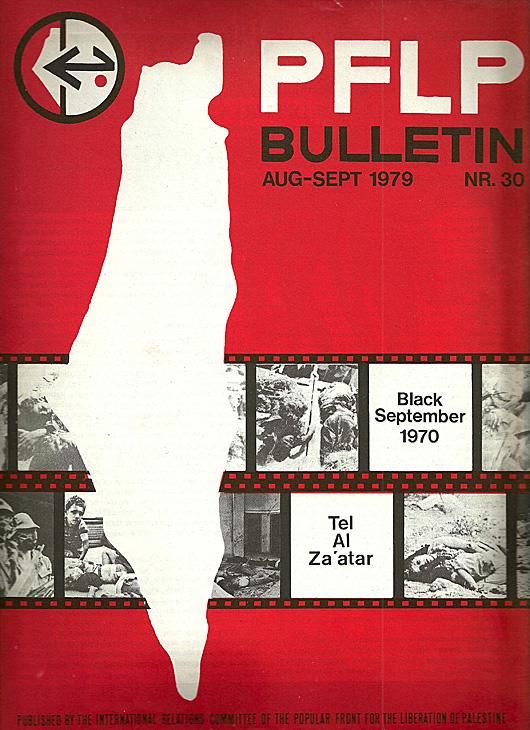 PFLP
BULLETIN
AUG-SEPT 1979 NR. 30
Black
September
1970
Tel
Al
Za'atar
PUBLISHED BY THE INTERNATIONAL RELATIONS COMMITTEE OF THE POPULAR FRONT FOR THE LIBERATION OF PALESTINE